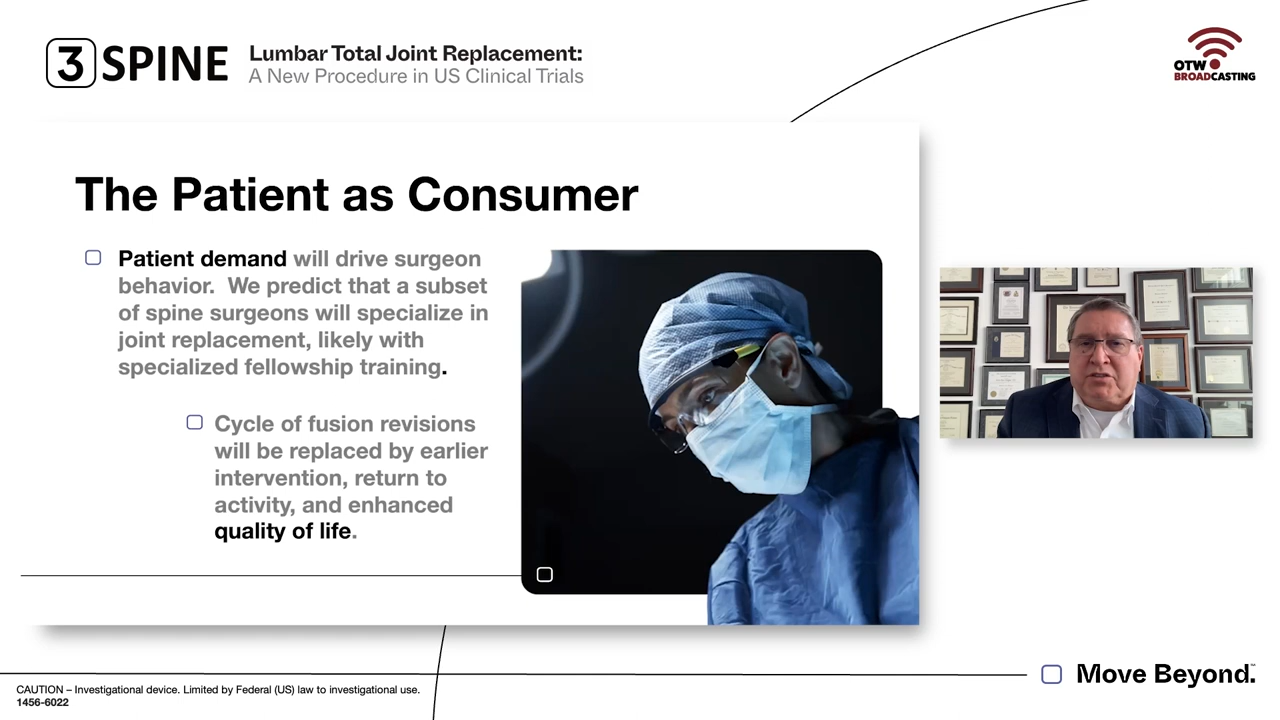 3 SPINE
Lumbar Total Joint Replacement:
A New Procedure in US Clinical Trials
OTW
BROADCASTING
The Patient as Consumer
Patient demand will drive surgeon
behavior. We predict that a subset
of spine surgeons will specialize in
joint replacement, likely with
specialized fellowship training.
Cycle of fusion revisions
will be replaced by earlier
intervention, return to
activity, and enhanced
quality of life.
Move Beyond.™
CAUTION – Investigational device. Limited by Federal (US) law to investigational use.
1456-6022